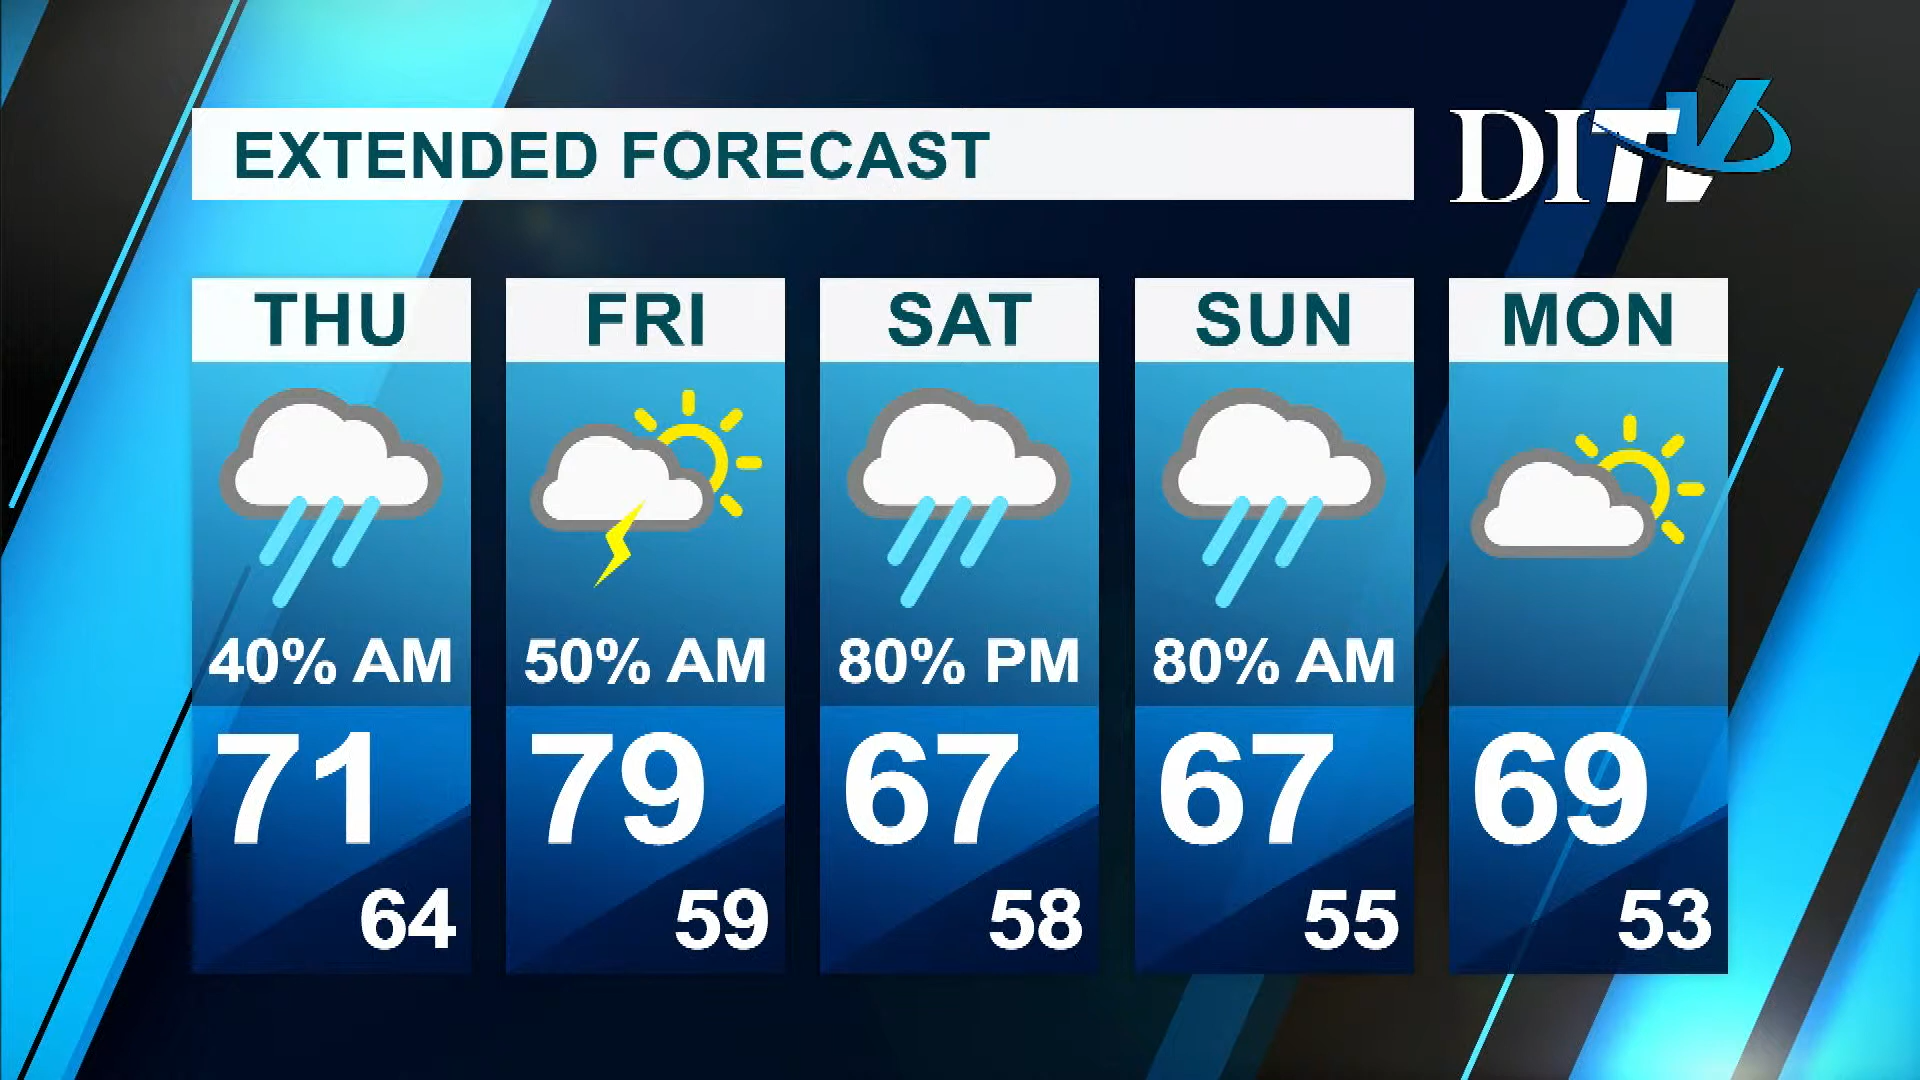 EXTENDED FORECAST
DITV
THU FRI SAT SUN MON
40% AM 50% AM 80% PM 80% AM
71 79 67 67 69
64 59 58 55 53